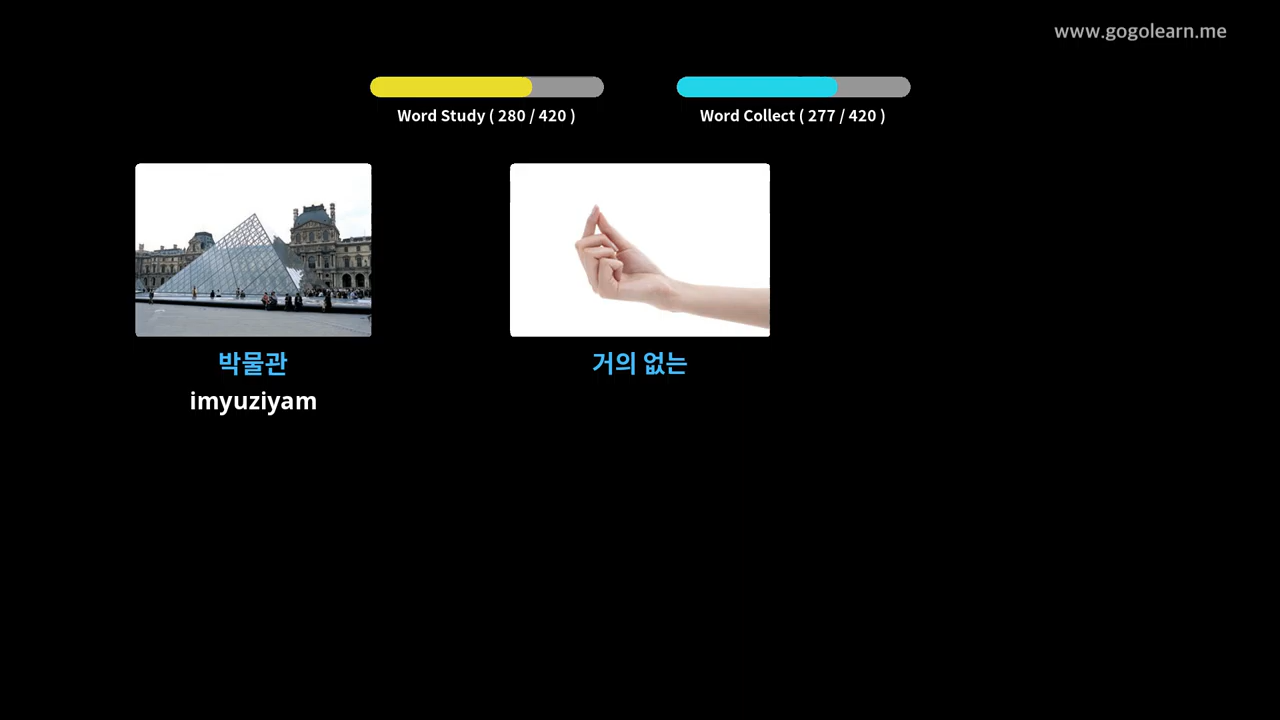 www.gogolearn.me
Word Study ( 280 / 420 )
Word Collect ( 277 / 420 )
박물관
거의 없는
imyuziyam